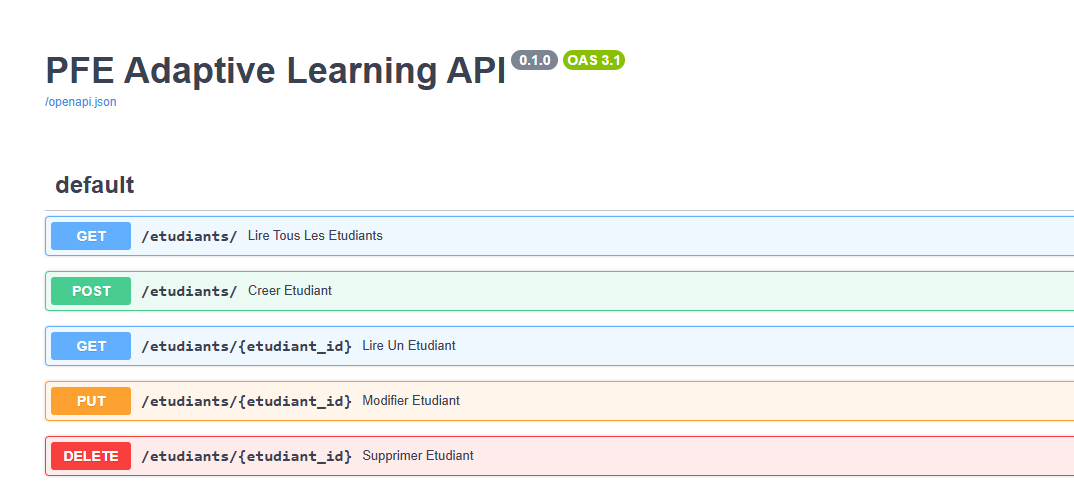 PFE Adaptive Learning API 0.1.0 OAS 3.1
/openapi.json
default
GET /etudiants/ Lire Tous Les Etudiants
POST /etudiants/ Creer Etudiant
GET /etudiants/{etudiant_id} Lire Un Etudiant
PUT /etudiants/{etudiant_id} Modifier Etudiant
DELETE /etudiants/{etudiant_id} Supprimer Etudiant